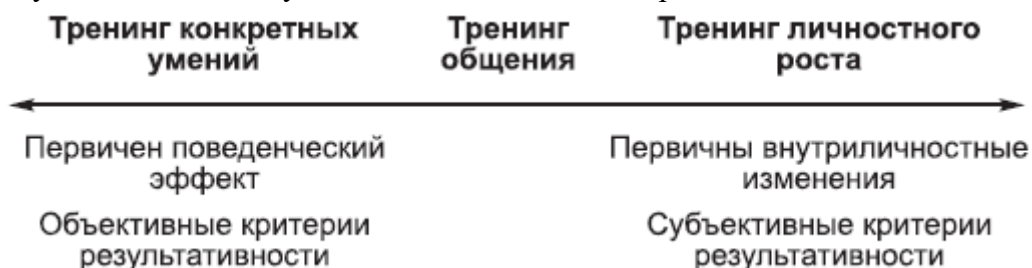 Тренинг конкретных умений
Тренинг общения
Тренинг личностного роста
Первичен поведенческий эффект
Первичны внутриличностные изменения
Объективные критерии результативности
Субъективные критерии результативности